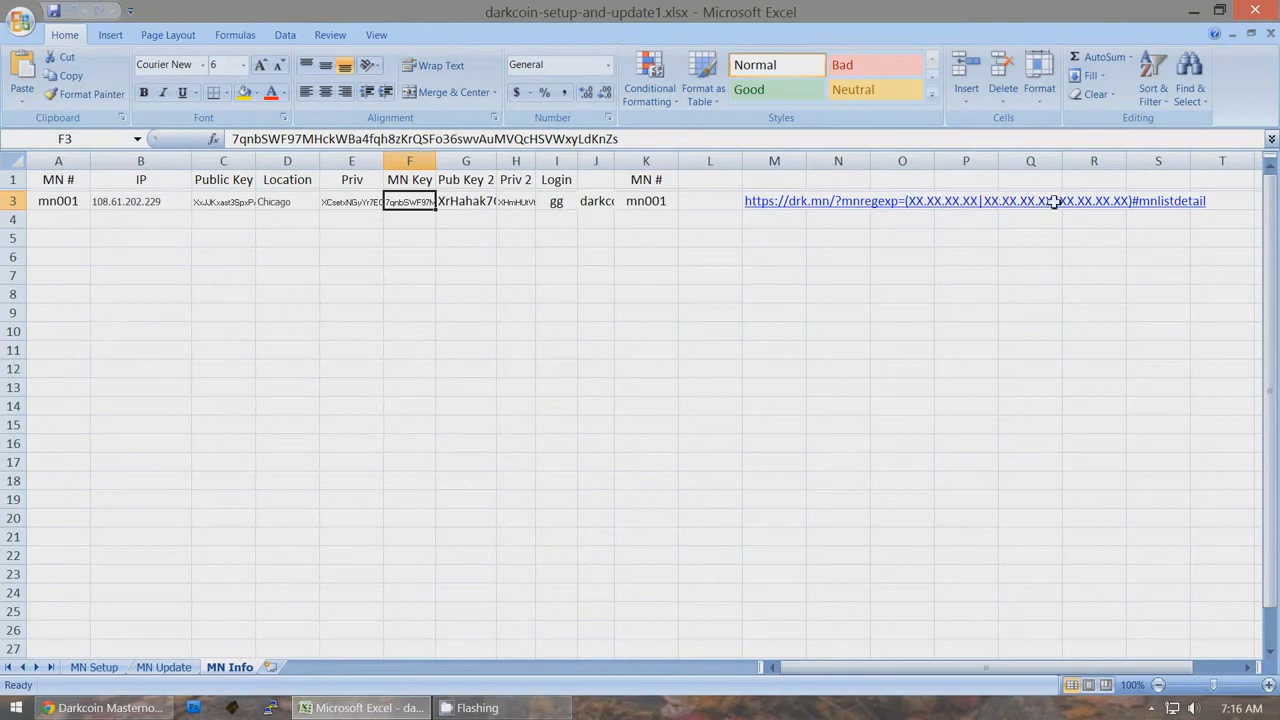 darkcoin-setup-and-update1.xlsx - Microsoft Excel
Home Insert Page Layout Formulas Data Review View
Paste Cut Copy Format Painter Clipboard
Courier New 6 A A B I U A Font
Wrap Text Merge & Center Alignment
General $ % , Number
Conditional Formatting Format as Table Normal Bad Good Neutral Styles
Insert Delete Format Cells
Σ AutoSum Fill Clear Sort & Filter Find & Select Editing
F3 fx 7qnbSWF97MHckWBa4fqh8zKrQSFo36swvAuMVQcHSVWxyLdKnZs
A B C D E F G H I J K L M N O P Q R S T
1 MN # IP Public Key Location Priv MN Key Pub Key 2 Priv 2 Login MN #
3 mn001 108.61.202.229 Chicago gg darkc mn001 https://drk.mn/?mnregexp=(XX.XX.XX.XX|XX.XX.XX.XX|XX.XX.XX.XX)#mnlistdetail
4
5
6
7
8
9
10
11
12
13
14
15
16
17
18
19
20
21
22
23
24
25
26
27
MN Setup MN Update MN Info
Ready 100%
Darkcoin Masterno... Microsoft Excel - da... Flashing 7:16 AM